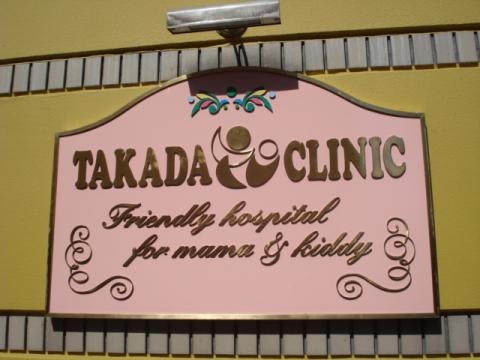 TAKADA CLINIC
Friendly hospital
for mama & kiddy